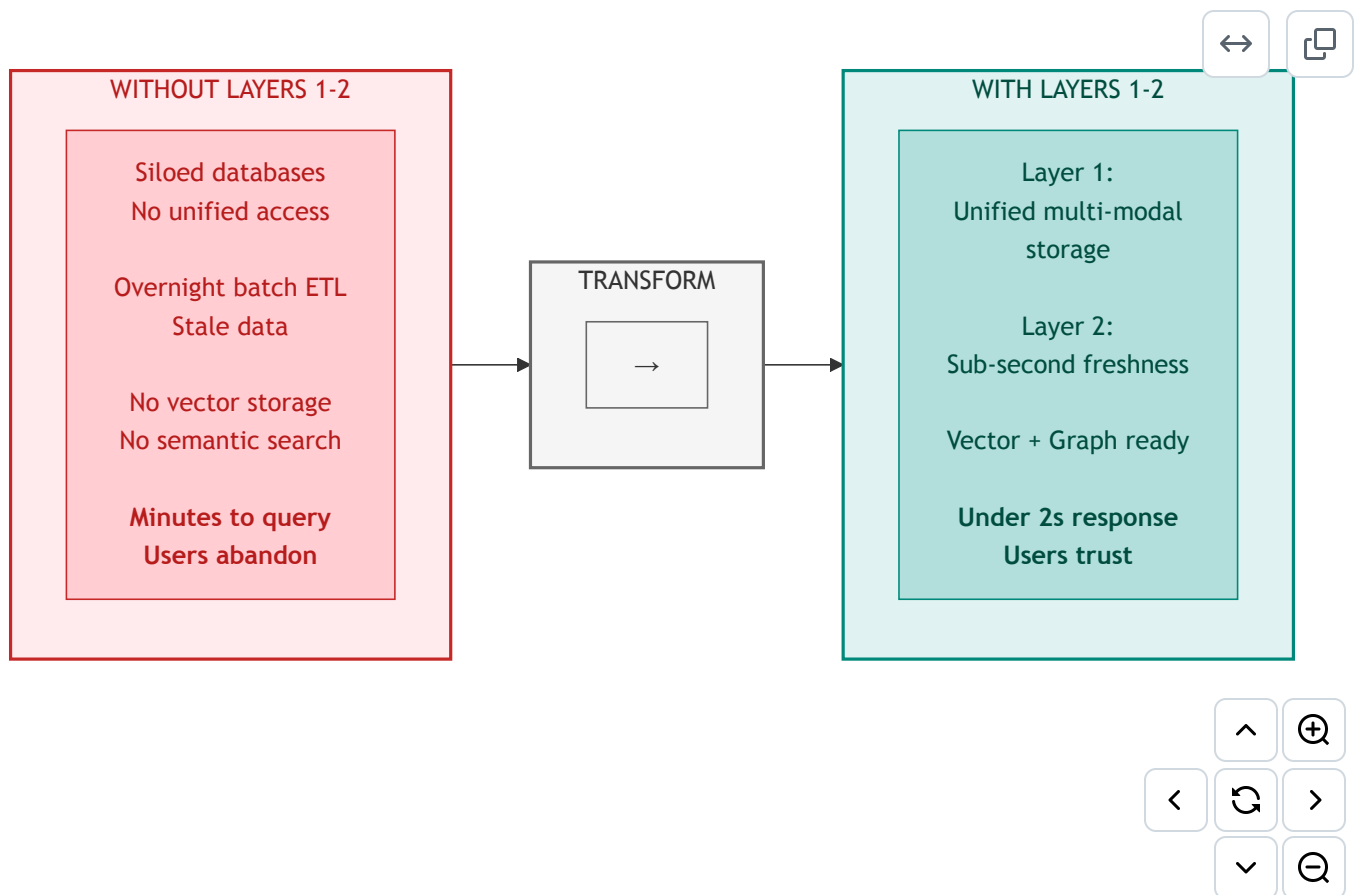 WITHOUT LAYERS 1-2
Siloed databases
No unified access
Overnight batch ETL
Stale data
No vector storage
No semantic search
Minutes to query
Users abandon
TRANSFORM
→
WITH LAYERS 1-2
Layer 1:
Unified multi-modal
storage
Layer 2:
Sub-second freshness
Vector + Graph ready
Under 2s response
Users trust